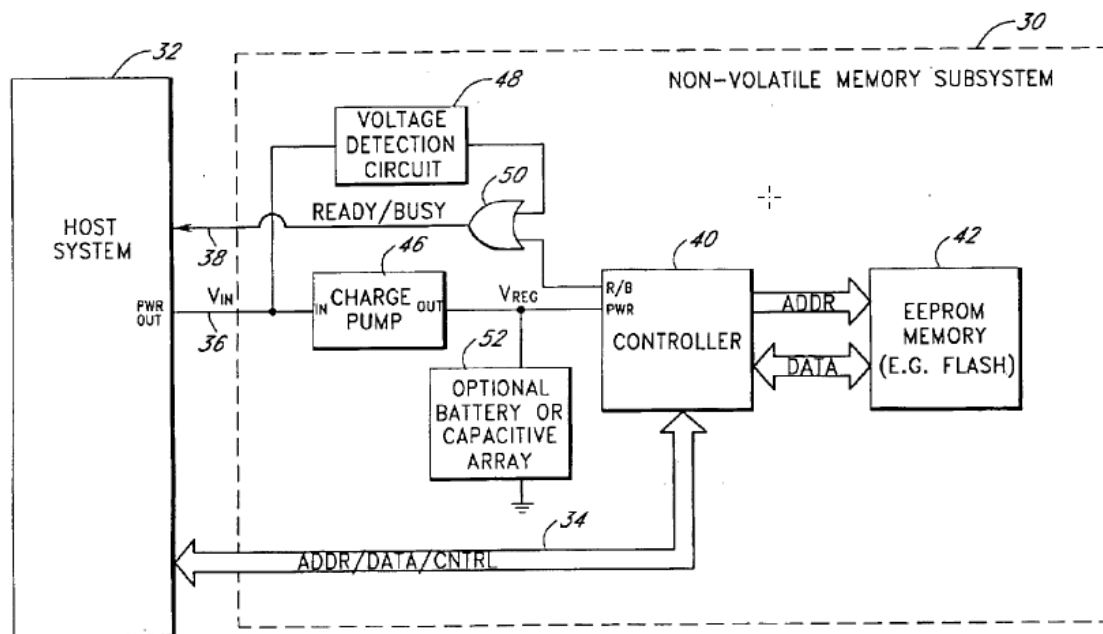 32
30
NON-VOLATILE MEMORY SUBSYSTEM
48
VOLTAGE
DETECTION
CIRCUIT
50
READY/BUSY
HOST
SYSTEM
38
46
40
42
PWR
OUT
VIN
36
IN
CHARGE
PUMP
OUT
VREG
R/B
PWR
CONTROLLER
ADDR
DATA
EEPROM
MEMORY
(E.G. FLASH)
52
OPTIONAL
BATTERY OR
CAPACITIVE
ARRAY
34
ADDR/DATA/CNTRL